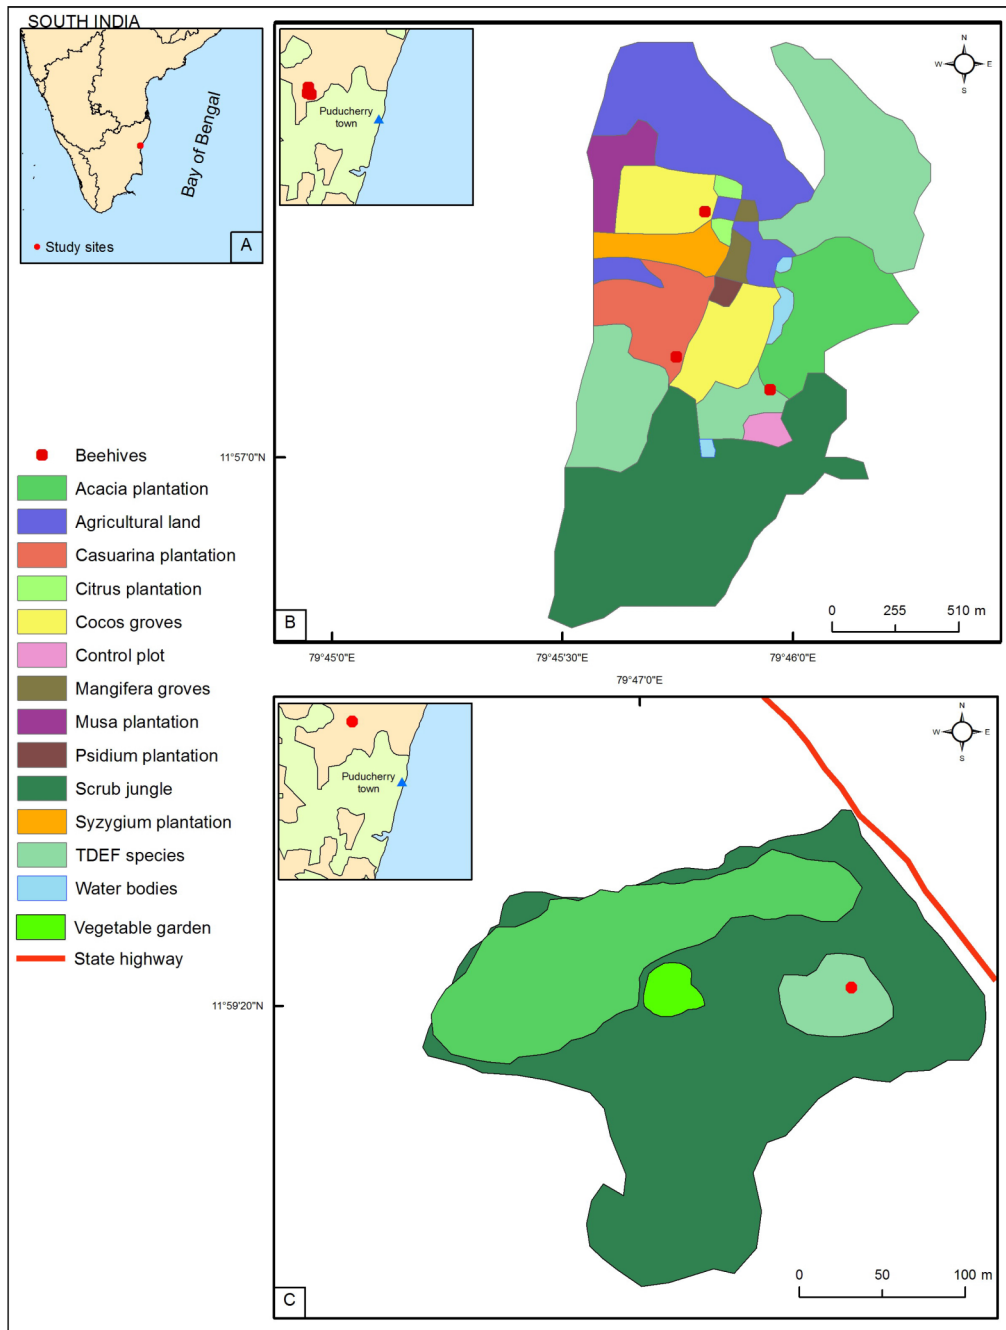 SOUTH INDIA
Bay of Bengal
Study sites
A
Puducherry
town
N
W E
S
Beehives
Acacia plantation
Agricultural land
Casuarina plantation
Citrus plantation
Cocos groves
Control plot
Mangifera groves
Musa plantation
Psidium plantation
Scrub jungle
Syzygium plantation
TDEF species
Water bodies
Vegetable garden
State highway
11°57'0"N
0 255 510 m
B
79°45'0"E 79°45'30"E 79°46'0"E
79°47'0"E
Puducherry
town
N
W E
S
11°59'20"N
0 50 100 m
C